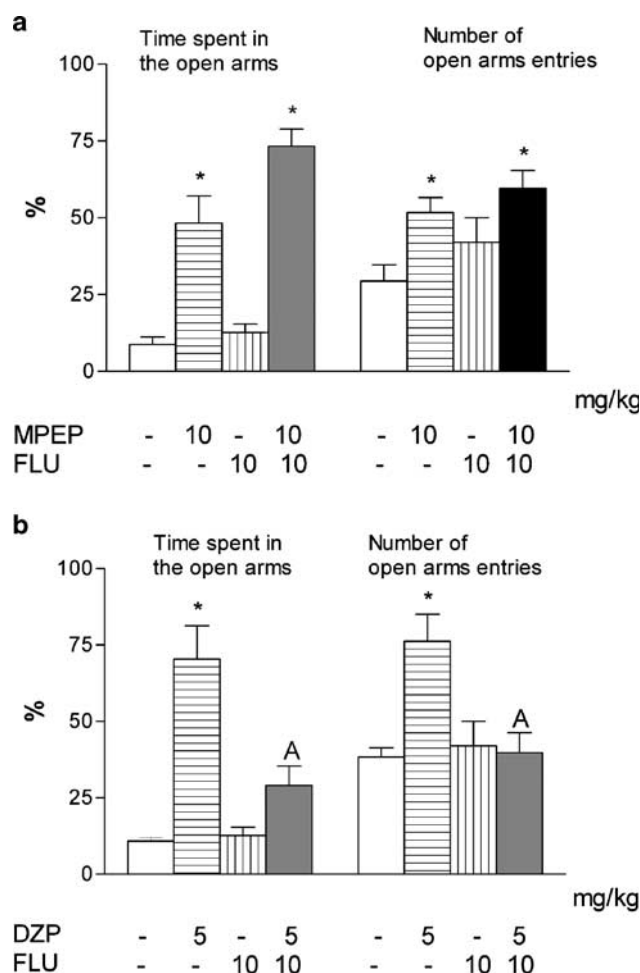 a
Time spent in
the open arms
Number of
open arms entries
100
75
50
25
0
%
* * * *
mg/kg
MPEP - 10 - 10 - 10 - 10
FLU - - 10 10 - - 10 10
b
Time spent in
the open arms
Number of
open arms entries
100
75
50
25
0
%
* A * A
mg/kg
DZP - 5 - 5 - 5 - 5
FLU - - 10 10 - - 10 10